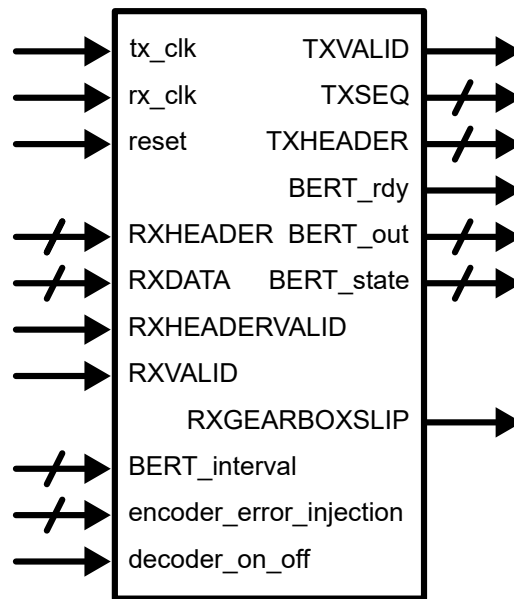 tx_clk TXVALID
rx_clk TXSEQ
reset TXHEADER
BERT_rdy
RXHEADER BERT_out
RXDATA BERT_state
RXHEADERVALID
RXVALID
RXGEARBOXSLIP
BERT_interval
encoder_error_injection
decoder_on_off